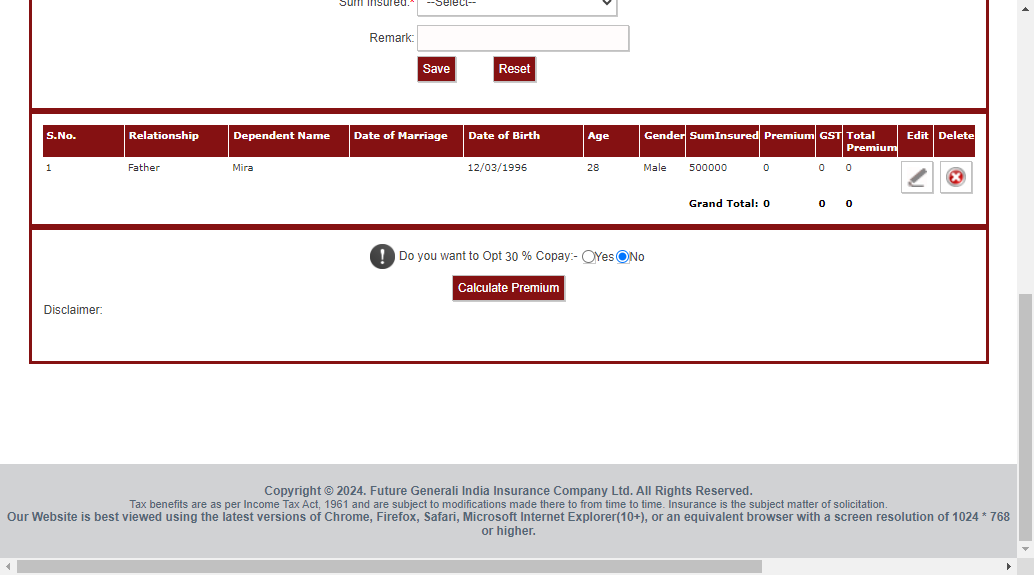 Sum Insured:* --Select--
Remark:
Save Reset
S.No. Relationship Dependent Name Date of Marriage Date of Birth Age Gender SumInsured Premium GST Total Premium Edit Delete
1 Father Mira 12/03/1996 28 Male 500000 0 0 0
Grand Total: 0 0 0
Do you want to Opt 30 % Copay:- Yes No
Calculate Premium
Disclaimer:
Copyright © 2024. Future Generali India Insurance Company Ltd. All Rights Reserved.
Tax benefits are as per Income Tax Act, 1961 and are subject to modifications made there to from time to time. Insurance is the subject matter of solicitation.
Our Website is best viewed using the latest versions of Chrome, Firefox, Safari, Microsoft Internet Explorer(10+), or an equivalent browser with a screen resolution of 1024 * 768
or higher.